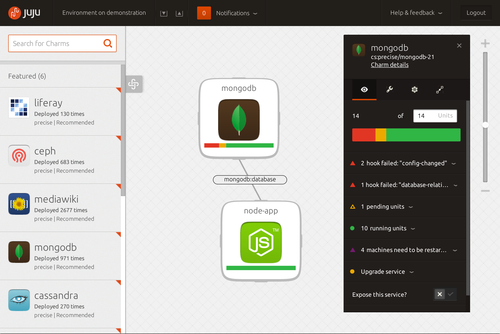 juju
Environment on demonstration
0
Notifications
Help & feedback
Logout
Search for Charms
Featured (6)
liferay
Deployed 130 times
precise | Recommended
ceph
Deployed 683 times
precise | Recommended
mediawiki
Deployed 2677 times
precise | Recommended
mongodb
Deployed 971 times
precise | Recommended
cassandra
Deployed 270 times
precise | Recommended
mongodb
mongodb:database
node-app
JS
mongodb
cs:precise/mongodb-21
Charm details
14 of 14 Units
2 hook failed: "config-changed"
1 hook failed: "database-relati...
1 pending units
10 running units
4 machines need to be restar...
Upgrade service
Expose this service?